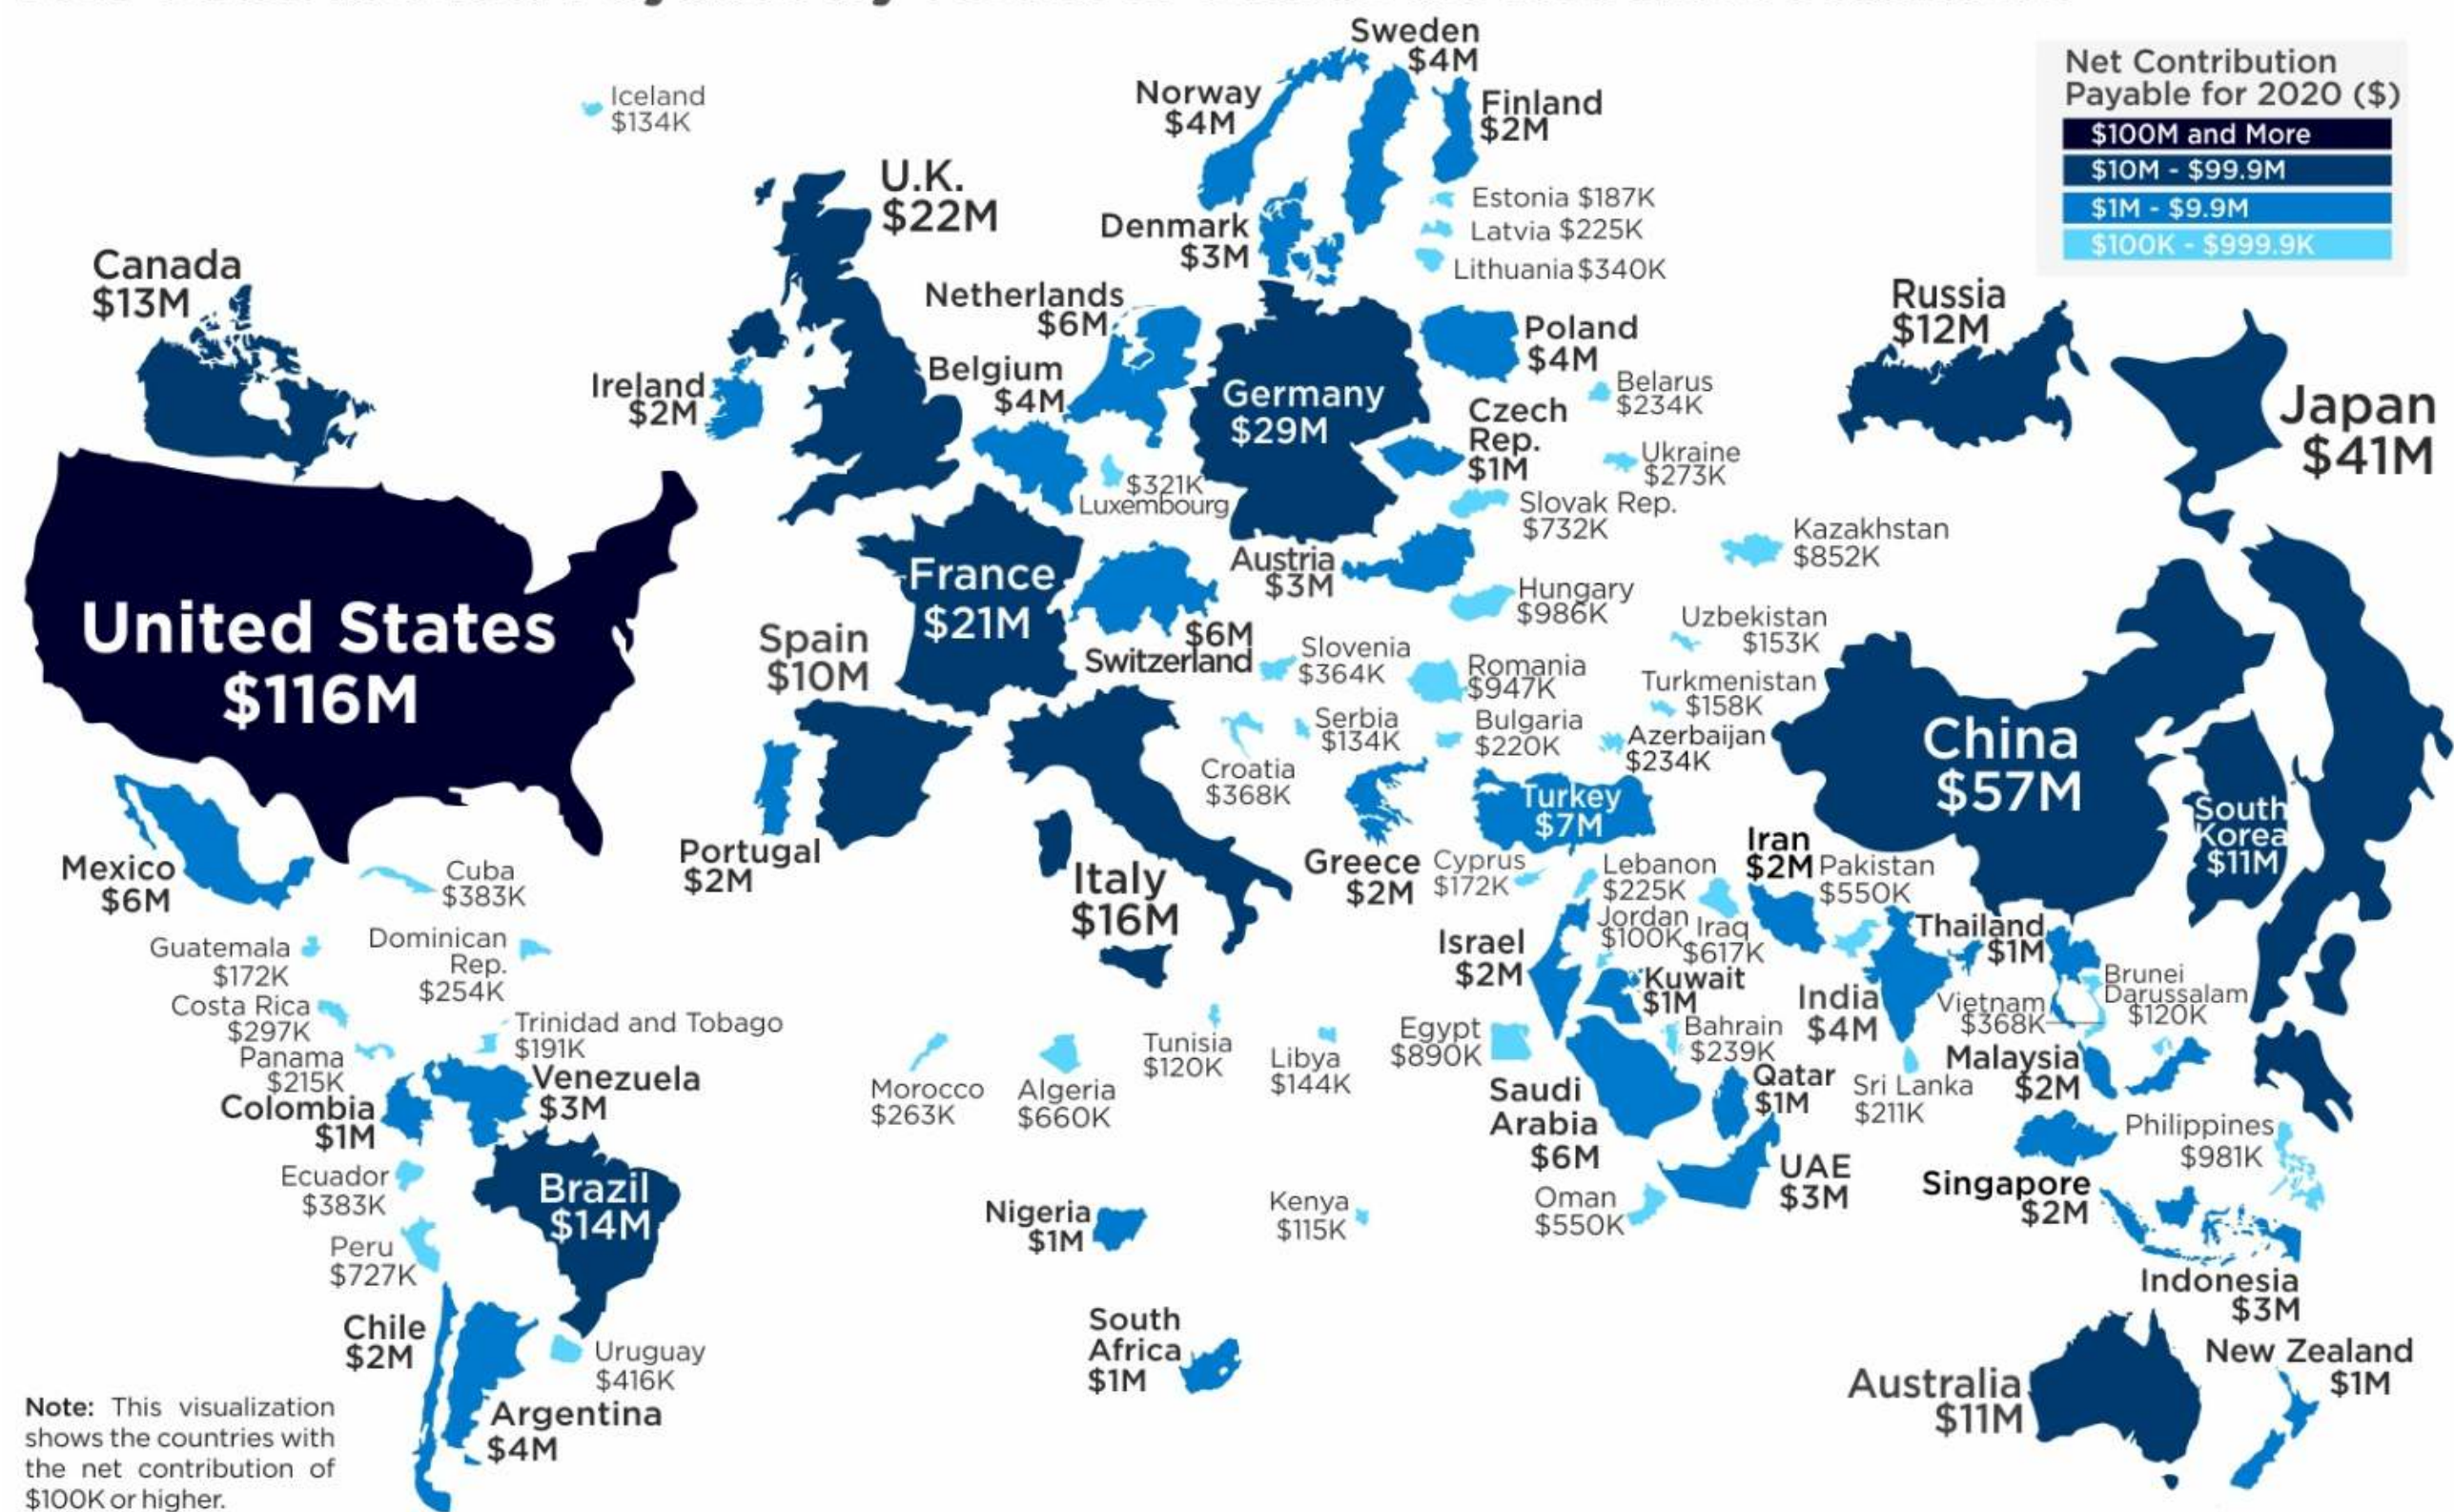 Net Contribution
Payable for 2020 ($)
$100M and More
$10M - $99.9M
$1M - $9.9M
$100K - $999.9K
Iceland
$134K
Sweden
$4M
Norway
$4M
Finland
$2M
U.K.
$22M
Denmark
$3M
Estonia $187K
Latvia $225K
Lithuania $340K
Canada
$13M
Netherlands
$6M
Belgium
$4M
Ireland
$2M
Germany
$29M
Poland
$4M
Belarus
$234K
Czech
Rep.
$1M
Ukraine
$273K
Russia
$12M
Japan
$41M
$321K
Luxembourg
Slovak Rep.
$732K
Kazakhstan
$852K
United States
$116M
France
$21M
Austria
$3M
Hungary
$986K
Uzbekistan
$153K
Spain
$10M
$6M
Switzerland
Slovenia
$364K
Romania
$947K
Turkmenistan
$158K
Serbia
$134K
Bulgaria
$220K
Azerbaijan
$234K
Croatia
$368K
China
$57M
South
Korea
$11M
Turkey
$7M
Mexico
$6M
Cuba
$383K
Portugal
$2M
Italy
$16M
Greece
$2M
Cyprus
$172K
Lebanon
$225K
Iran
$2M
Pakistan
$550K
Jordan
$100K
Iraq
$617K
Israel
$2M
Kuwait
$1M
Thailand
$1M
Guatemala
$172K
Dominican
Rep.
$254K
Costa Rica
$297K
Panama
$215K
Trinidad and Tobago
$191K
Morocco
$263K
Algeria
$660K
Tunisia
$120K
Libya
$144K
Egypt
$890K
Bahrain
$239K
India
$4M
Vietnam
$368K
Brunei
Darussalam
$120K
Colombia
$1M
Venezuela
$3M
Saudi
Arabia
$6M
Qatar
$1M
Sri Lanka
$211K
Malaysia
$2M
Philippines
$981K
Ecuador
$383K
Brazil
$14M
Nigeria
$1M
Kenya
$115K
Oman
$550K
UAE
$3M
Singapore
$2M
Peru
$727K
Indonesia
$3M
Chile
$2M
Uruguay
$416K
Argentina
$4M
South
Africa
$1M
Australia
$11M
New Zealand
$1M
Note: This visualization
shows the countries with
the net contribution of
$100K or higher.